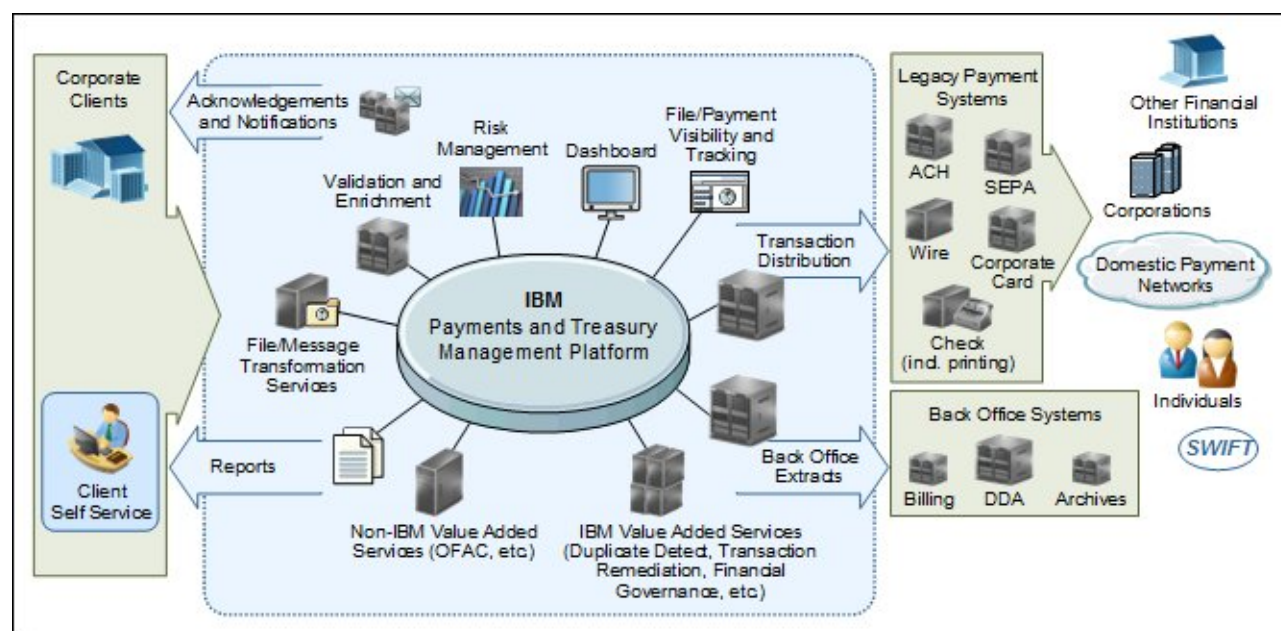 Corporate
Clients
Acknowledgements
and Notifications
Risk
Management
Dashboard
File/Payment
Visibility and
Tracking
Validation and
Enrichment
IBM
Payments and Treasury
Management Platform
File/Message
Transformation
Services
Transaction
Distribution
Reports
Client
Self Service
Non-IBM Value Added
Services (OFAC, etc.)
IBM Value Added Services
(Duplicate Detect, Transaction
Remediation, Financial
Governance, etc.)
Back Office
Extracts
Legacy Payment
Systems
ACH
SEPA
Wire
Corporate
Card
Check
(incl. printing)
Back Office Systems
Billing
DDA
Archives
Other Financial
Institutions
Corporations
Domestic Payment
Networks
Individuals
SWIFT